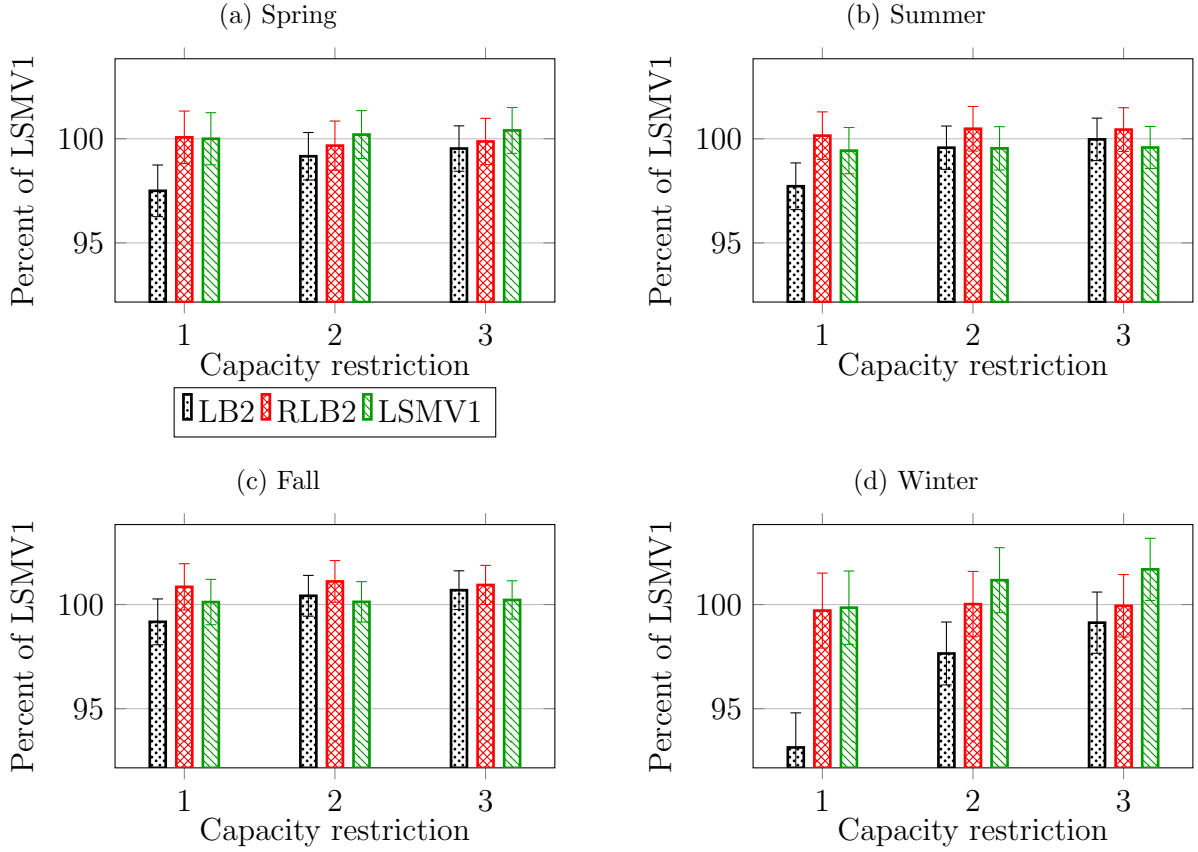 (a) Spring
Percent of LSMV1
100
95
1 2 3
Capacity restriction
LB2 RLB2 LSMV1
(b) Summer
Percent of LSMV1
100
95
1 2 3
Capacity restriction
(c) Fall
Percent of LSMV1
100
95
1 2 3
Capacity restriction
(d) Winter
Percent of LSMV1
100
95
1 2 3
Capacity restriction